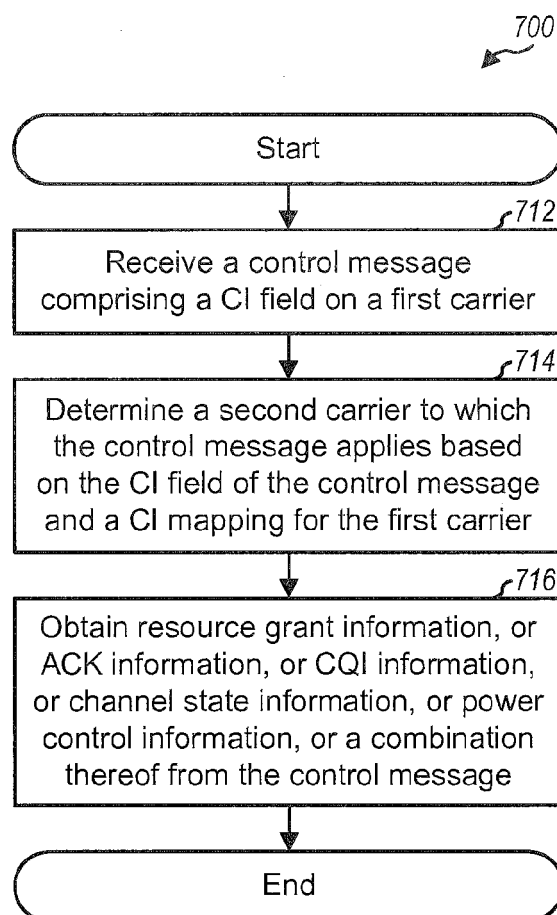 700
Start
712
Receive a control message
comprising a CI field on a first carrier
714
Determine a second carrier to which
the control message applies based
on the CI field of the control message
and a CI mapping for the first carrier
716
Obtain resource grant information, or
ACK information, or CQI information,
or channel state information, or power
control information, or a combination
thereof from the control message
End